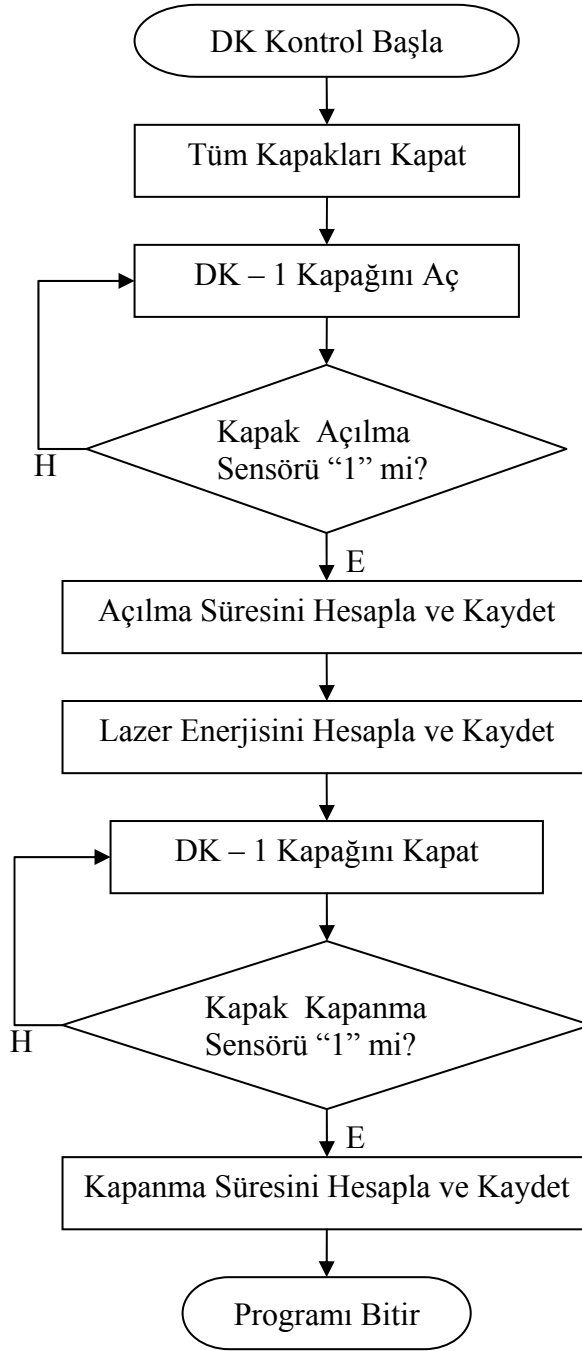 DK Kontrol Başla
Tüm Kapakları Kapat
DK – 1 Kapağını Aç
Kapak Açılma
Sensörü “1” mi?
H
E
Açılma Süresini Hesapla ve Kaydet
Lazer Enerjisini Hesapla ve Kaydet
DK – 1 Kapağını Kapat
Kapak Kapanma
Sensörü “1” mi?
H
E
Kapanma Süresini Hesapla ve Kaydet
Programı Bitir